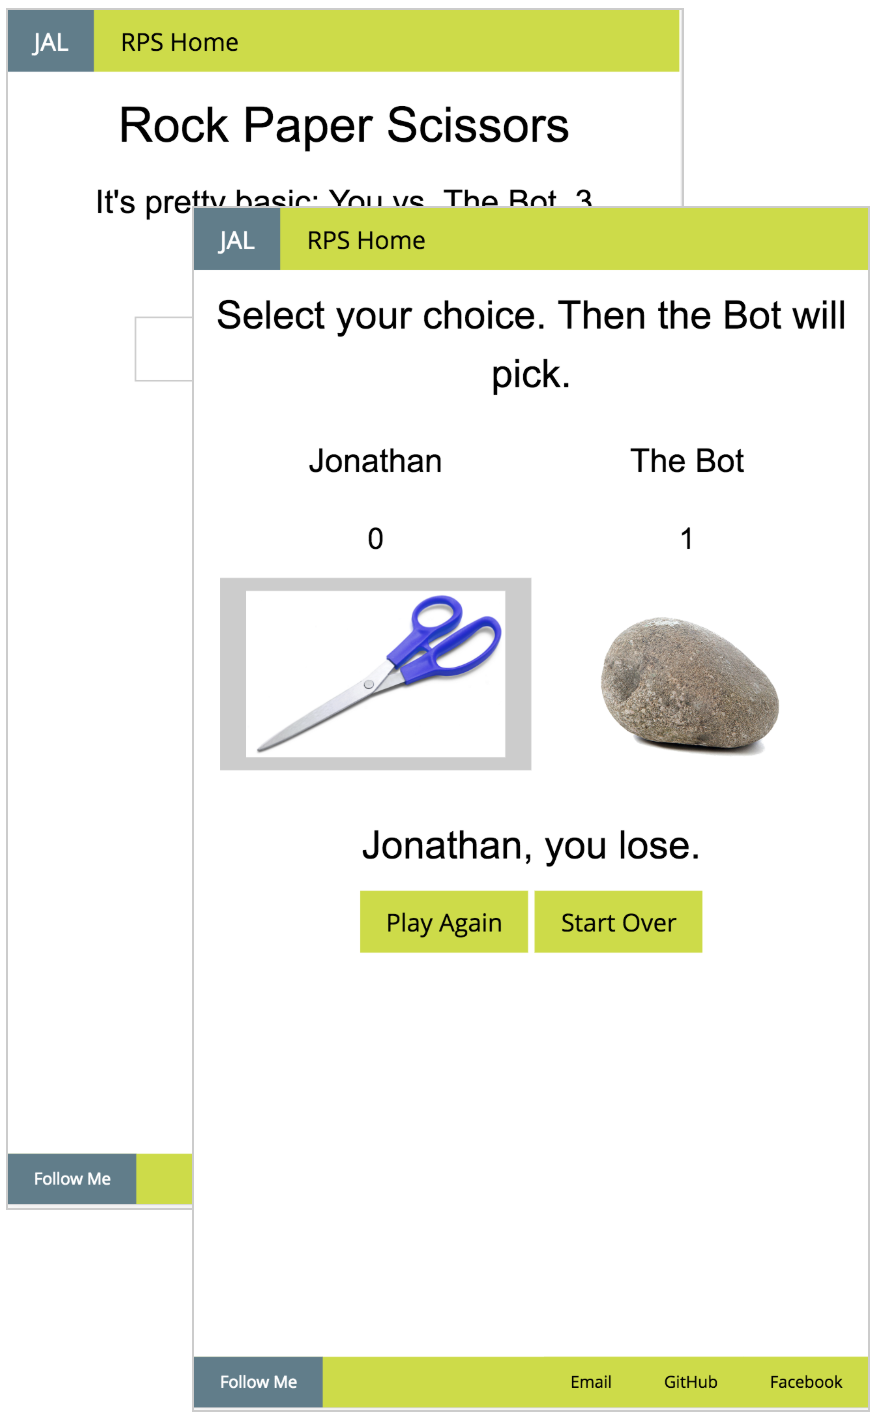 JAL RPS Home
Rock Paper Scissors
It's pretty basic: You vs. The Bot. 3
JAL RPS Home
Select your choice. Then the Bot will
pick.
Jonathan The Bot
0 1
Jonathan, you lose.
Play Again Start Over
Follow Me
Follow Me Email GitHub Facebook